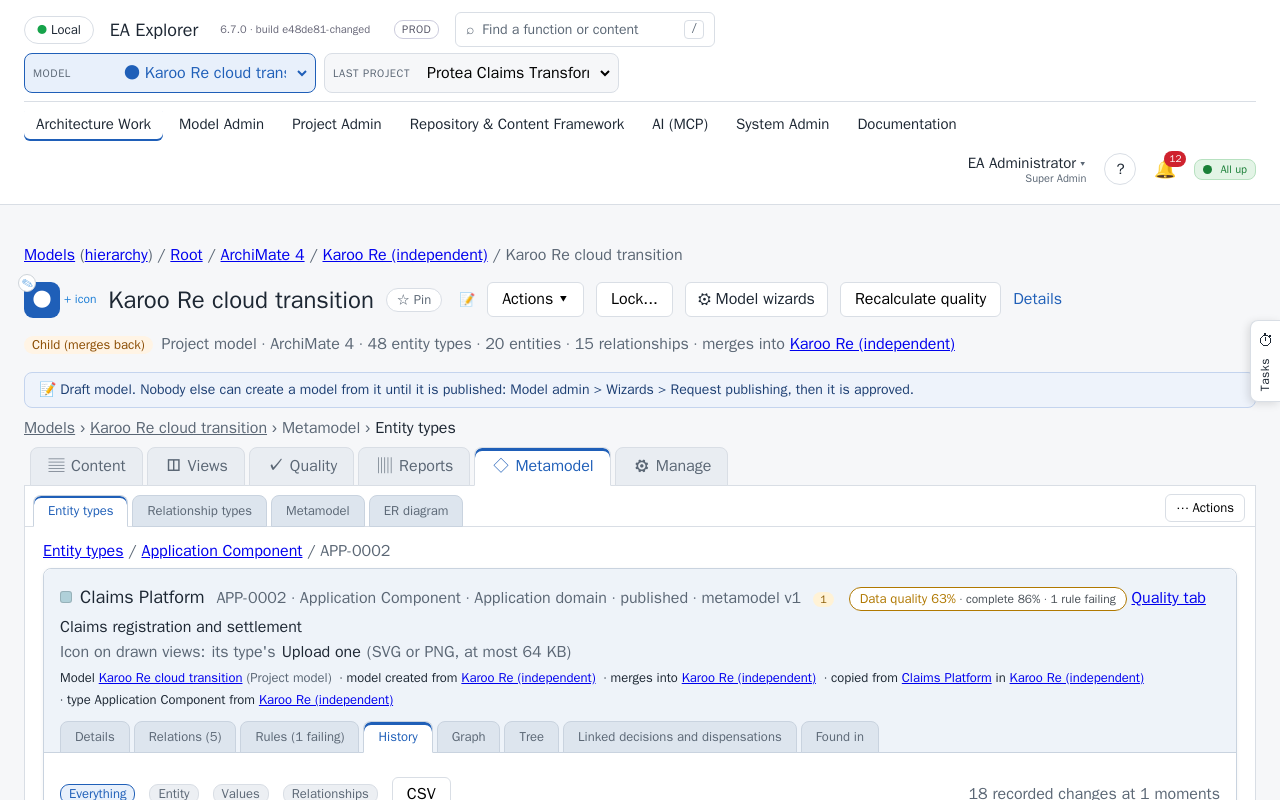 Local
EA Explorer
6.7.0 · build e48de81-changed
PROD
Find a function or content
/
MODEL
Karoo Re cloud trans
LAST PROJECT
Protea Claims Transfor
Architecture Work
Model Admin
Project Admin
Repository & Content Framework
AI (MCP)
System Admin
Documentation
EA Administrator
Super Admin
?
12
All up
Models (hierarchy) / Root / ArchiMate 4 / Karoo Re (independent) / Karoo Re cloud transition
+ icon
Karoo Re cloud transition
☆ Pin
Actions ▾
Lock...
⚙ Model wizards
Recalculate quality
Details
Child (merges back)
Project model · ArchiMate 4 · 48 entity types · 20 entities · 15 relationships · merges into Karoo Re (independent)
Tasks
Draft model. Nobody else can create a model from it until it is published: Model admin > Wizards > Request publishing, then it is approved.
Models › Karoo Re cloud transition › Metamodel › Entity types
Content
Views
Quality
Reports
Metamodel
Manage
Entity types
Relationship types
Metamodel
ER diagram
··· Actions
Entity types / Application Component / APP-0002
Claims Platform
APP-0002 · Application Component · Application domain · published · metamodel v1
1
Data quality 63% · complete 86% · 1 rule failing
Quality tab
Claims registration and settlement
Icon on drawn views: its type's Upload one (SVG or PNG, at most 64 KB)
Model Karoo Re cloud transition (Project model) · model created from Karoo Re (independent) · merges into Karoo Re (independent) · copied from Claims Platform in Karoo Re (independent)
· type Application Component from Karoo Re (independent)
Details
Relations (5)
Rules (1 failing)
History
Graph
Tree
Linked decisions and dispensations
Found in
Everything
Entity
Values
Relationships
CSV
18 recorded changes at 1 moments